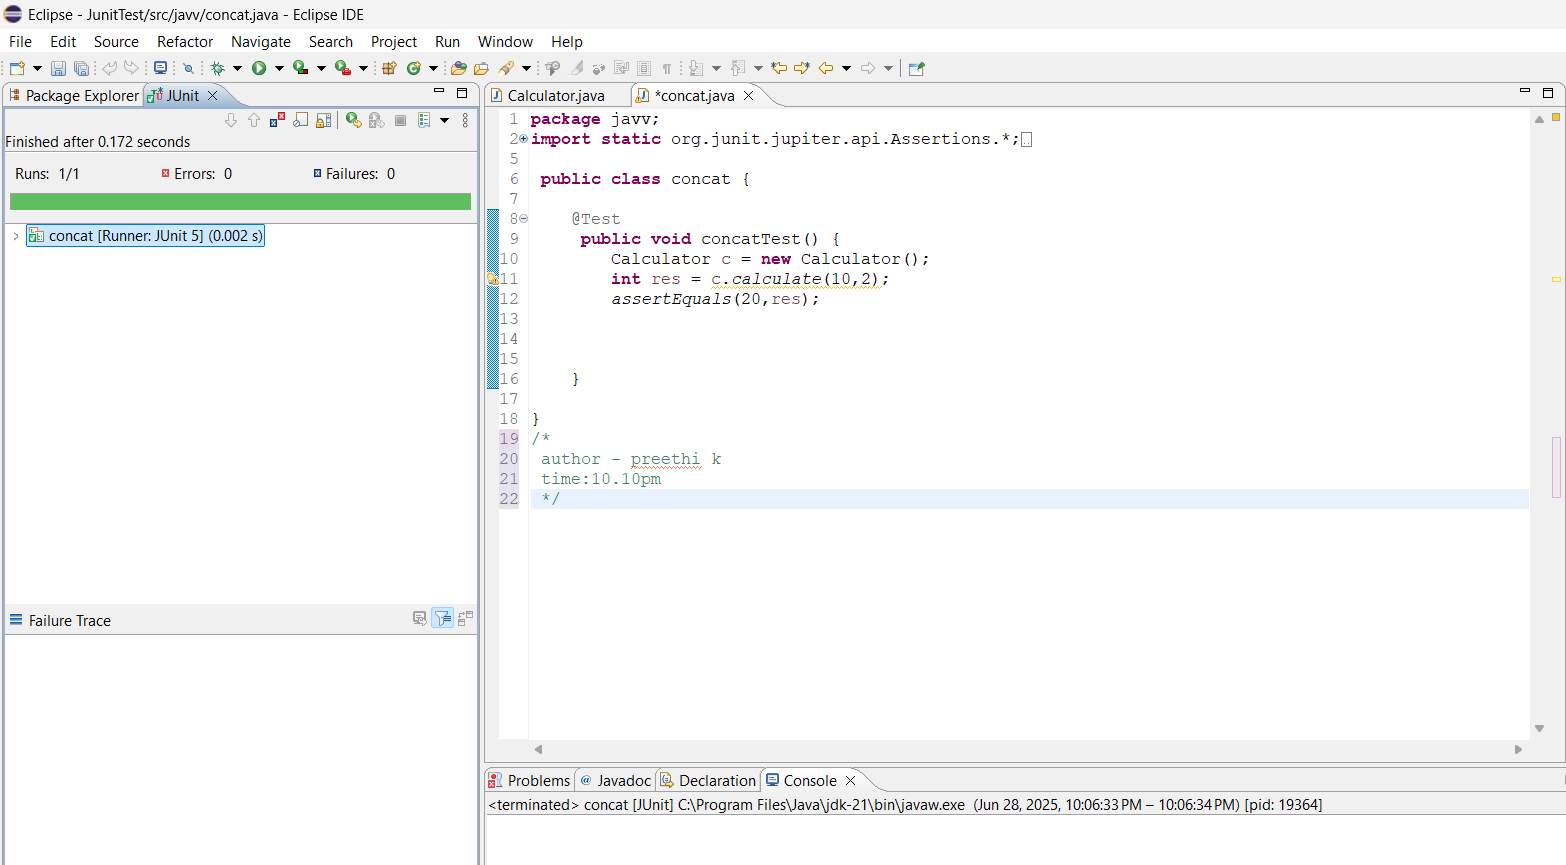 Eclipse - JunitTest/src/javv/concat.java - Eclipse IDE
File Edit Source Refactor Navigate Search Project Run Window Help
Package Explorer JUnit
Finished after 0.172 seconds
Runs: 1/1 Errors: 0 Failures: 0
concat [Runner: JUnit 5] (0.002 s)
Failure Trace
Calculator.java *concat.java
1 package javv;
2 import static org.junit.jupiter.api.Assertions.*;
5
6 public class concat {
7
8 @Test
9 public void concatTest() {
10 Calculator c = new Calculator();
11 int res = c.calculate(10,2);
12 assertEquals(20,res);
13
14
15
16 }
17
18 }
19 /*
20 author - preethi k
21 time:10.10pm
22 */
Problems @ Javadoc Declaration Console
<terminated> concat [JUnit] C:\Program Files\Java\jdk-21\bin\javaw.exe (Jun 28, 2025, 10:06:33 PM – 10:06:34 PM) [pid: 19364]